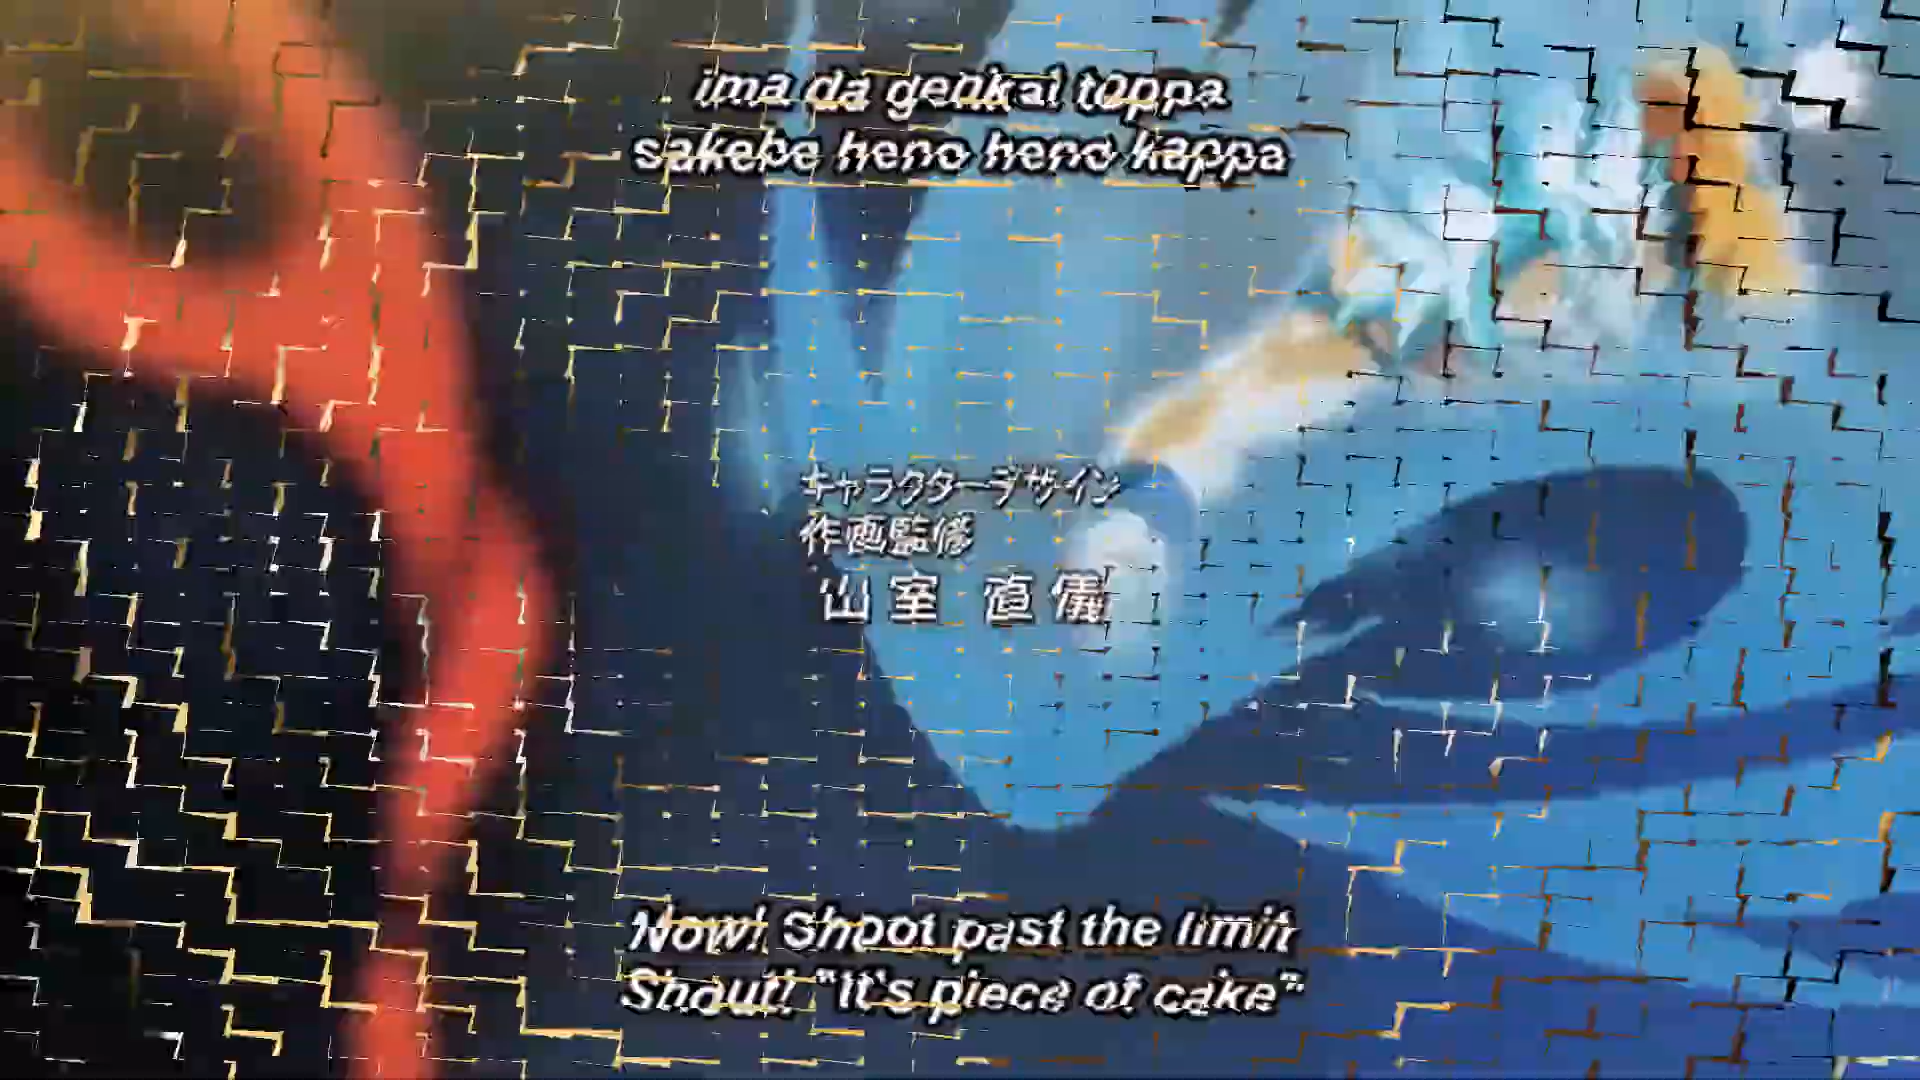 ima da genkai toppa
sakebe heno heno kappa
キャラクターデザイン
作画監修
山室 直儀
Now! Shoot past the limit
Shout! "It's piece of cake"